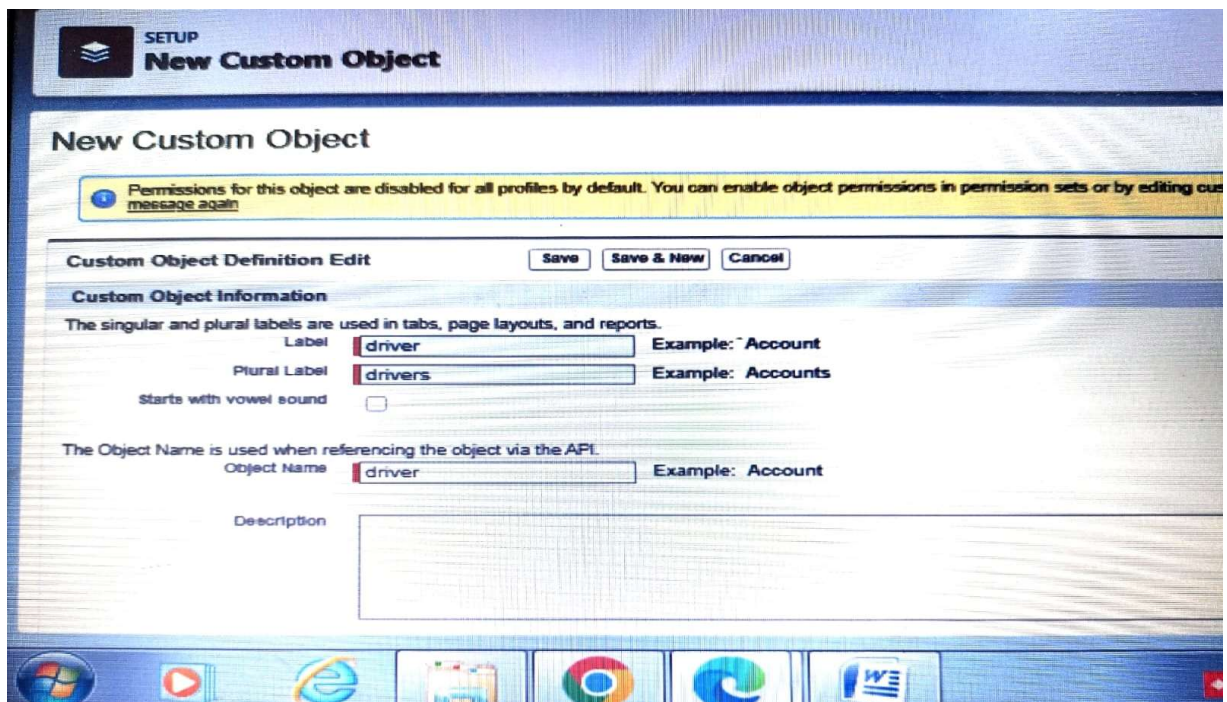 SETUP
New Custom Object
New Custom Object
Permissions for this object are disabled for all profiles by default. You can enable object permissions in permission sets or by editing cus
message again
Custom Object Definition Edit Save Save & New Cancel
Custom Object Information
The singular and plural labels are used in tabs, page layouts, and reports.
Label driver Example: Account
Plural Label drivers Example: Accounts
Starts with vowel sound
The Object Name is used when referencing the object via the API.
Object Name driver Example: Account
Description
W